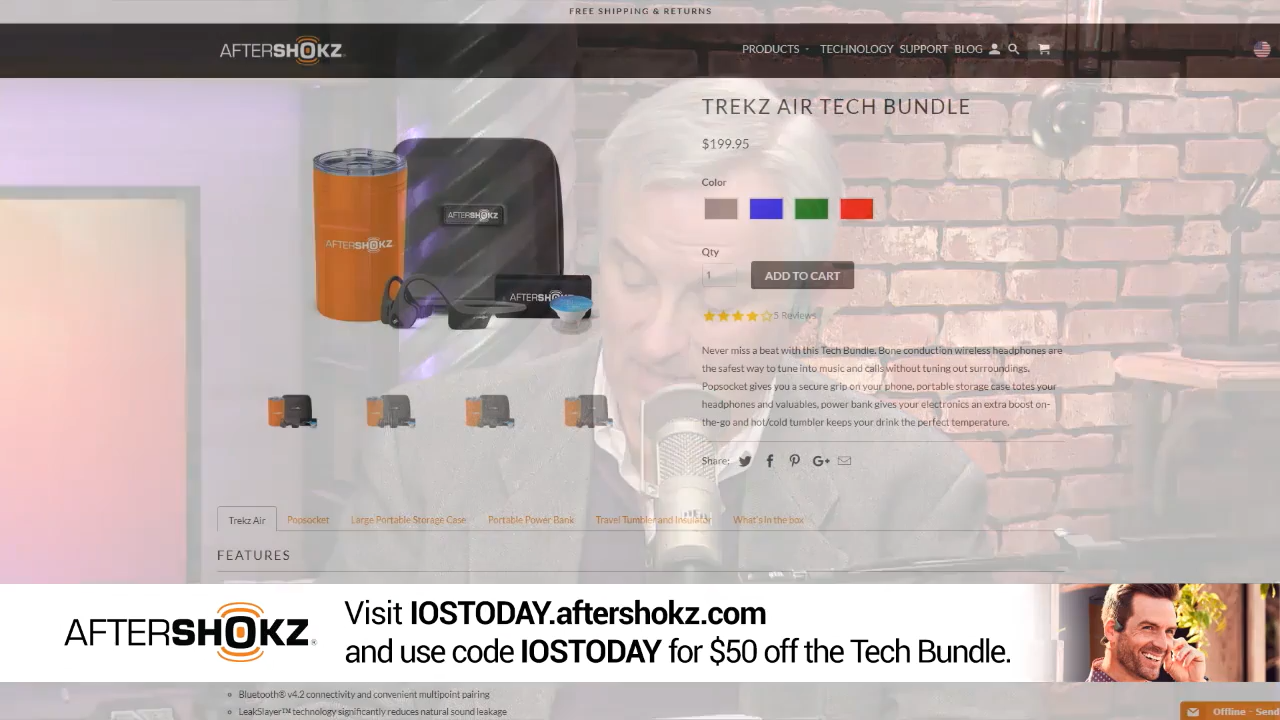 FREE SHIPPING & RETURNS
AFTERSHOKZ
PRODUCTS TECHNOLOGY SUPPORT BLOG
TREKZ AIR TECH BUNDLE
$199.95
Color
Qty
1
ADD TO CART
5 Reviews
AFTERSHOKZ
AFTERSHOKZ
AFTERSHOKZ
Never miss a beat with this Tech Bundle. Bone conduction wireless headphones are
the safest way to tune into music and calls without tuning out surroundings.
Popsocket gives you a secure grip on your phone, portable storage case totes your
headphones and valuables, power bank gives your electronics an extra boost on-
the-go and hot/cold tumbler keeps your drink the perfect temperature.
Share:
Trekz Air Popsocket Large Portable Storage Case Portable Power Bank Travel Tumbler and Insulator What's in the box
FEATURES
AFTERSHOKZ®
Visit IOSTODAY.aftershokz.com
and use code IOSTODAY for $50 off the Tech Bundle.
Bluetooth® v4.2 connectivity and convenient multipoint pairing
LeakSlayer™ technology significantly reduces natural sound leakage
Offline - Send